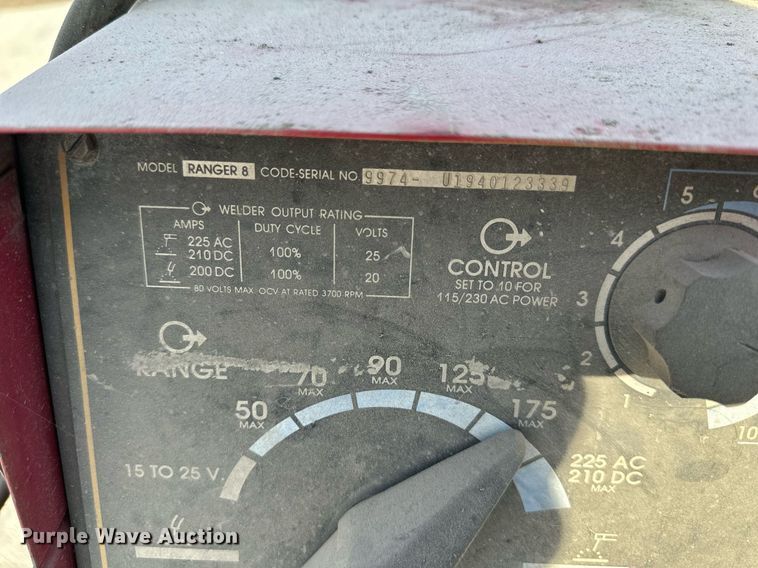 MODEL RANGER 8 CODE-SERIAL NO. 9974- U1940123339
WELDER OUTPUT RATING
AMPS DUTY CYCLE VOLTS
225 AC
210 DC 100% 25
200 DC 100% 20
80 VOLTS MAX. OCV AT RATED 3700 RPM
CONTROL
SET TO 10 FOR
115/230 AC POWER
5
6
4
3
2
1
10
RANGE
15 TO 25 V.
50
MAX
70
MAX
90
MAX
125
MAX
175
MAX
225 AC
210 DC
MAX
Purple Wave Auction